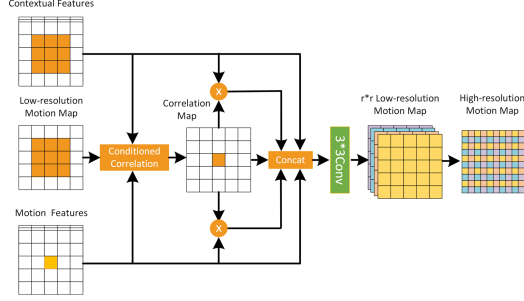 Contextual Features
Low-resolution
Motion Map
Motion Features
Conditioned
Correlation
Correlation
Map
X
X
Concat
3*3Conv
r*r Low-resolution
Motion Map
High-resolution
Motion Map